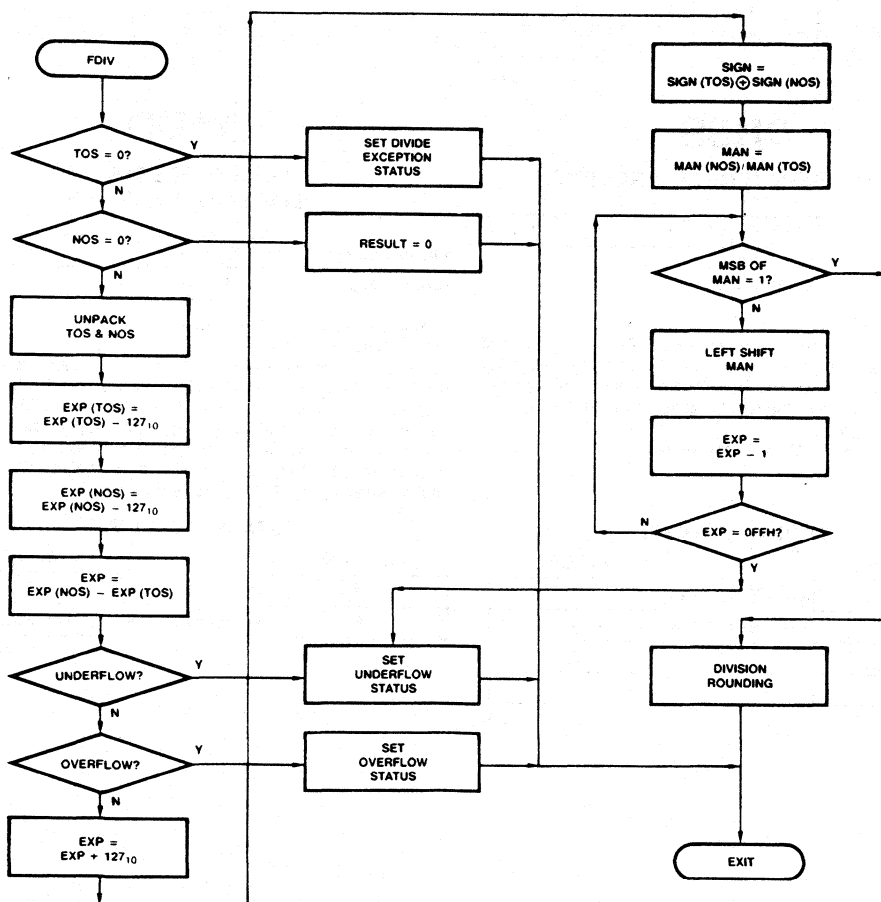 FDIV
TOS = 0?
Y
N
SET DIVIDE
EXCEPTION
STATUS
NOS = 0?
N
RESULT = 0
UNPACK
TOS & NOS
EXP (TOS) =
EXP (TOS) − 127₁₀
EXP (NOS) =
EXP (NOS) − 127₁₀
EXP =
EXP (NOS) − EXP (TOS)
UNDERFLOW?
Y
N
SET
UNDERFLOW
STATUS
OVERFLOW?
Y
N
SET
OVERFLOW
STATUS
EXP =
EXP + 127₁₀
SIGN =
SIGN (TOS) ⊕ SIGN (NOS)
MAN =
MAN (NOS)/MAN (TOS)
MSB OF
MAN = 1?
Y
N
LEFT SHIFT
MAN
EXP =
EXP − 1
EXP = 0FFH?
N
Y
DIVISION
ROUNDING
EXIT